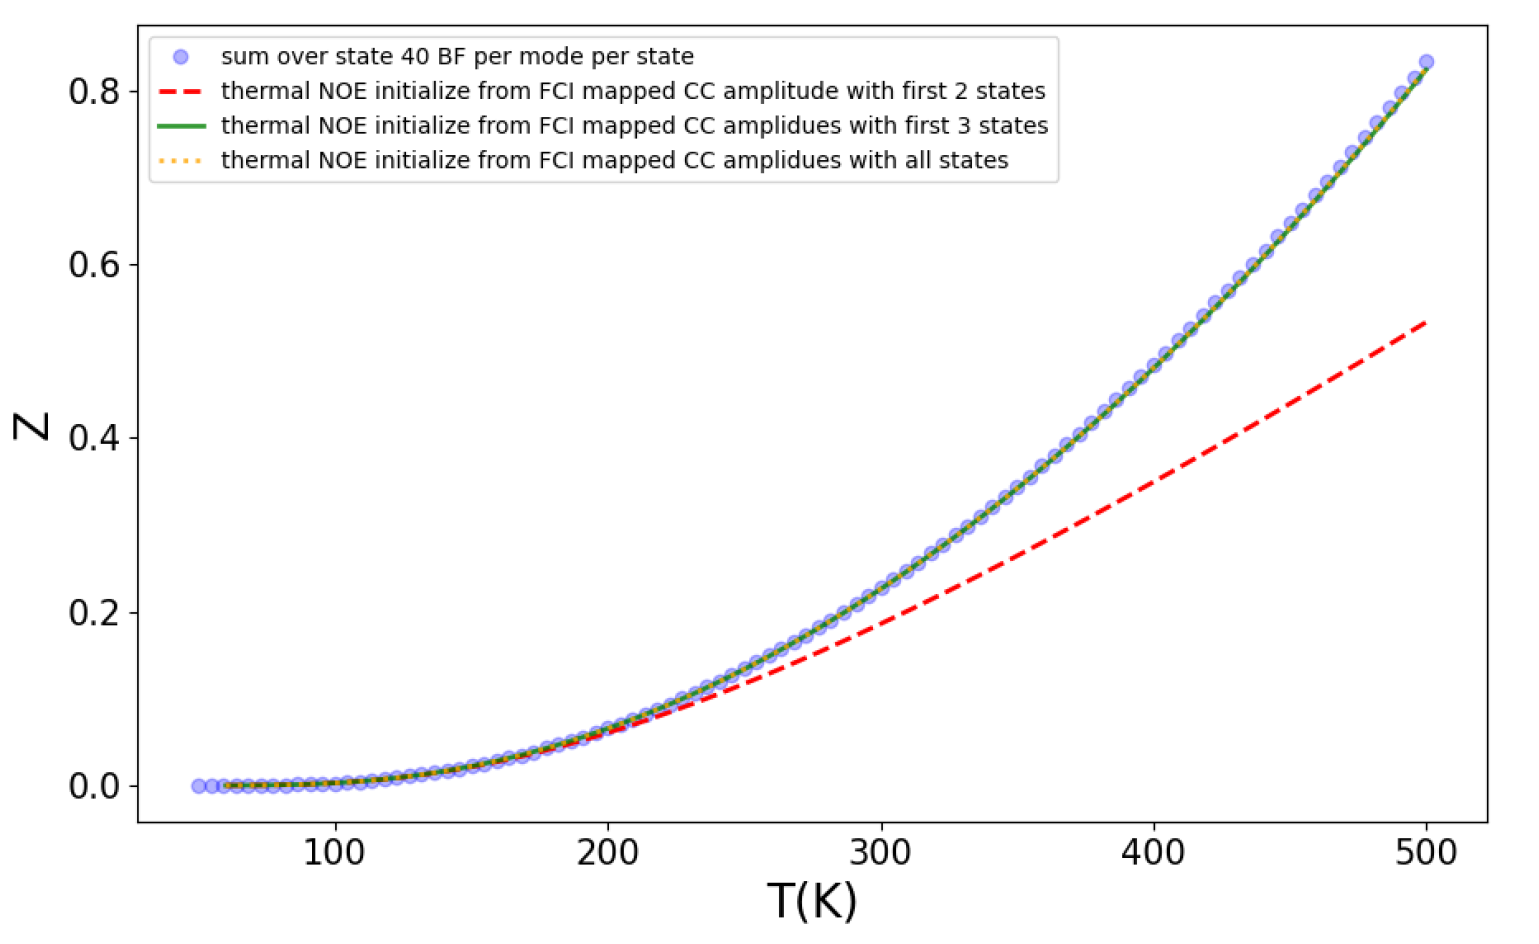 sum over state 40 BF per mode per state
thermal NOE initialize from FCI mapped CC amplitude with first 2 states
thermal NOE initialize from FCI mapped CC amplidues with first 3 states
thermal NOE initialize from FCI mapped CC amplidues with all states
0.8
0.6
0.4
0.2
0.0
Z
100 200 300 400 500
T(K)